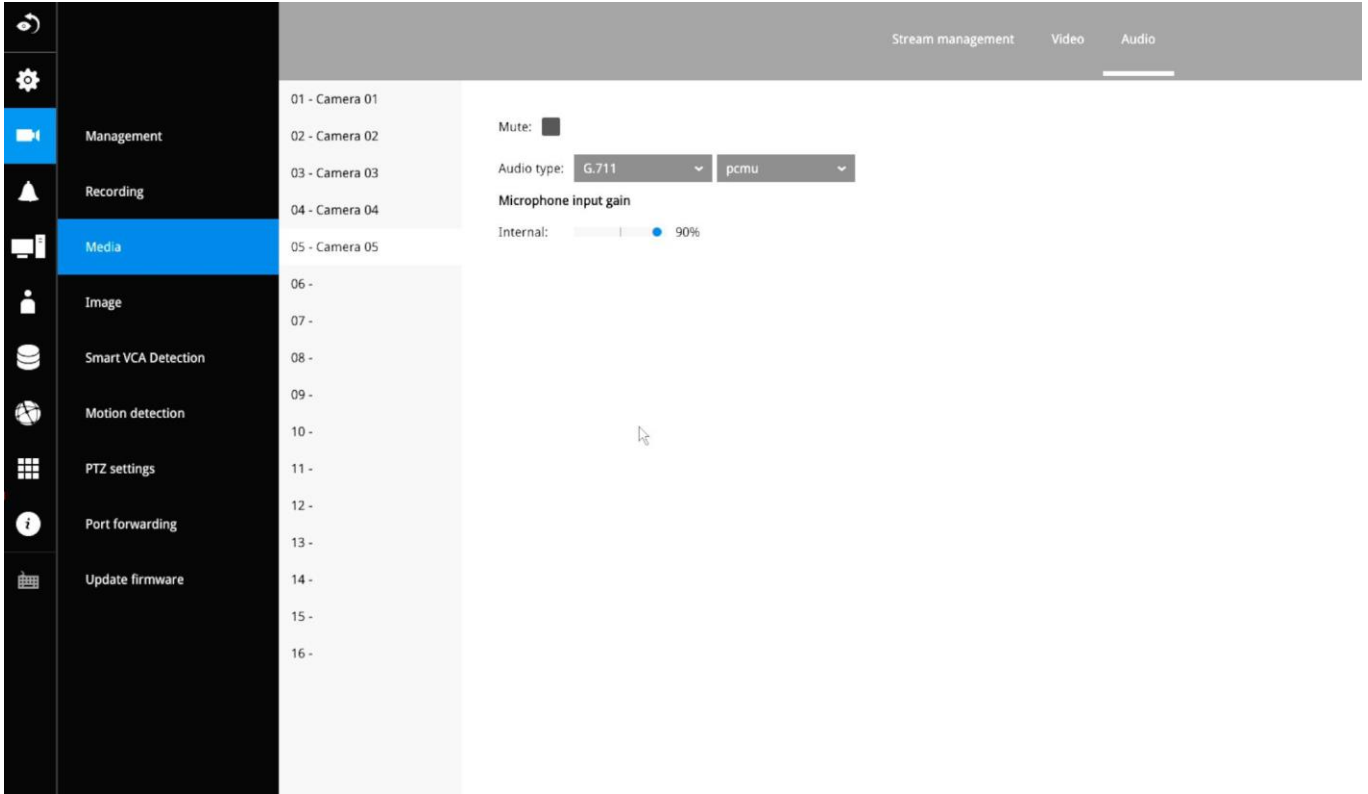 Stream management
Video
Audio
Management
Recording
Media
Image
Smart VCA Detection
Motion detection
PTZ settings
Port forwarding
Update firmware
01 - Camera 01
02 - Camera 02
03 - Camera 03
04 - Camera 04
05 - Camera 05
06 -
07 -
08 -
09 -
10 -
11 -
12 -
13 -
14 -
15 -
16 -
Mute:
Audio type: G.711 pcmu
Microphone input gain
Internal: 90%